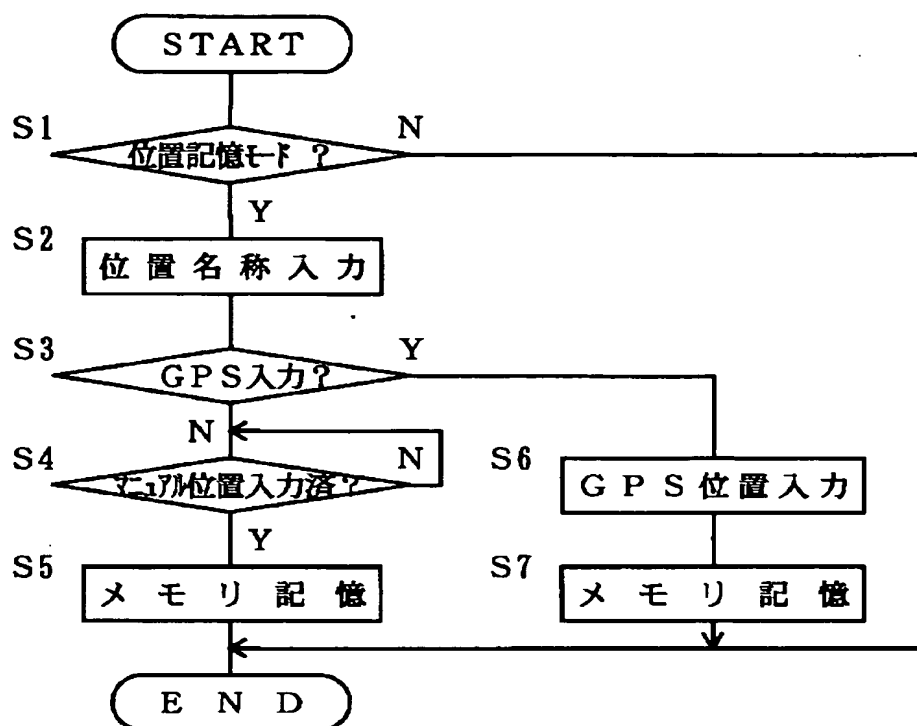 START
S1
N
位置記憶モード?
Y
S2
位置名称入力
S3
Y
GPS入力?
N
S4
N
マニュアル位置入力済?
S6
GPS位置入力
Y
S5
メモリ記憶
S7
メモリ記憶
END